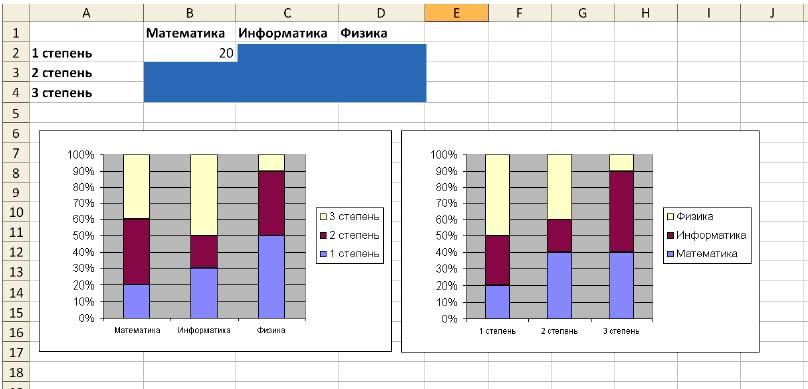 A B C D E F G H I J
1 Математика Информатика Физика
2 1 степень 20
3 2 степень
4 3 степень
5
6
7
8
9
10
11
12
13
14
15
16
17
18
100%
90%
80%
70%
60%
50%
40%
30%
20%
10%
0%
Математика Информатика Физика
3 степень
2 степень
1 степень
100%
90%
80%
70%
60%
50%
40%
30%
20%
10%
0%
1 степень 2 степень 3 степень
Физика
Информатика
Математика